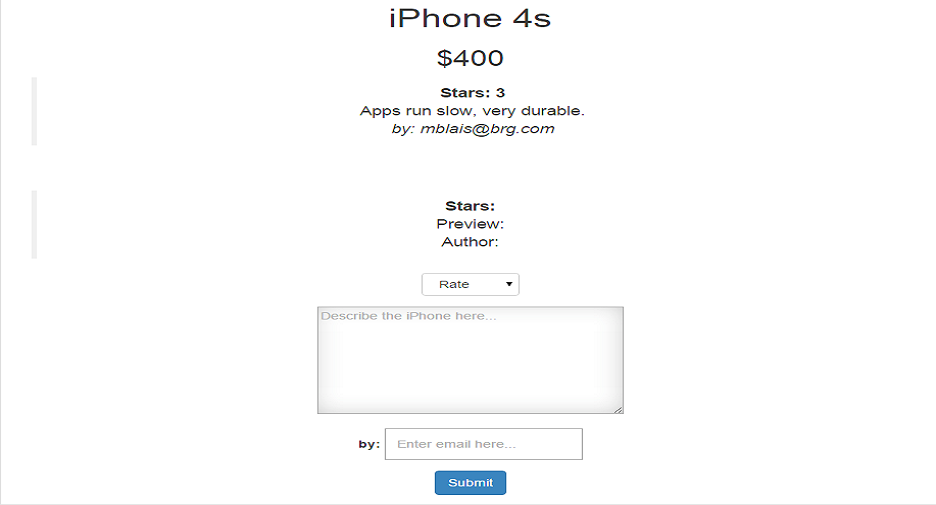 iPhone 4s
$400
Stars: 3
Apps run slow, very durable.
by: mblais@brg.com
Stars:
Preview:
Author:
Rate
Describe the iPhone here...
by: Enter email here...
Submit